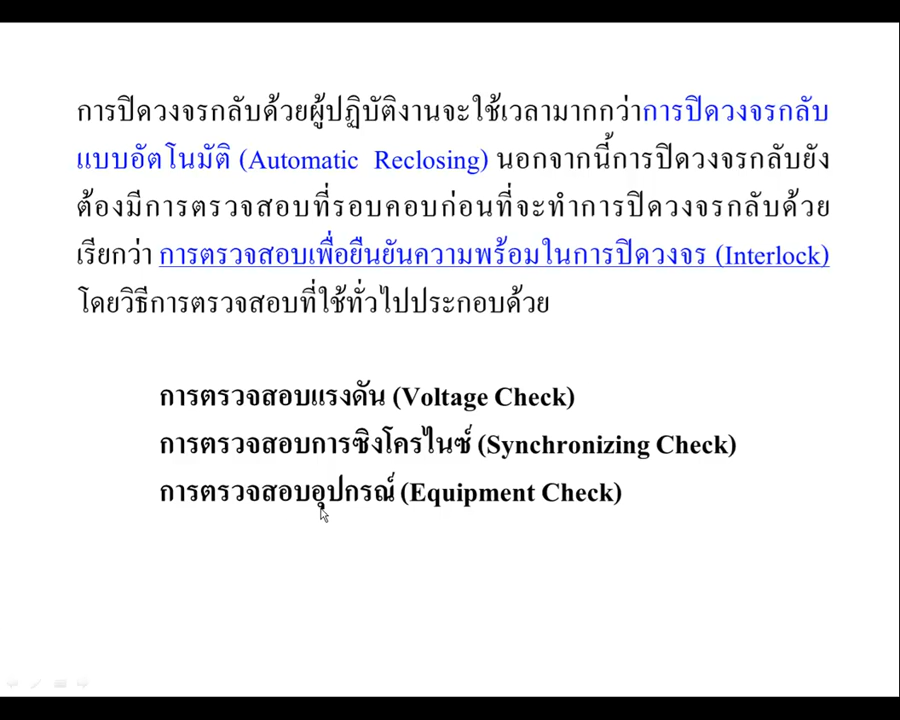 การปิดวงจรกลับด้วยผู้ปฏิบัติงานจะใช้เวลามากกว่าการปิดวงจรกลับ
แบบอัตโนมัติ (Automatic Reclosing) นอกจากนี้การปิดวงจรกลับยัง
ต้องมีการตรวจสอบที่รอบคอบก่อนที่จะทำการปิดวงจรกลับด้วย
เรียกว่า การตรวจสอบเพื่อยืนยันความพร้อมในการปิดวงจร (Interlock)
โดยวิธีการตรวจสอบที่ใช้ทั่วไปประกอบด้วย
การตรวจสอบแรงดัน (Voltage Check)
การตรวจสอบการซิงโครไนซ์ (Synchronizing Check)
การตรวจสอบอุปกรณ์ (Equipment Check)